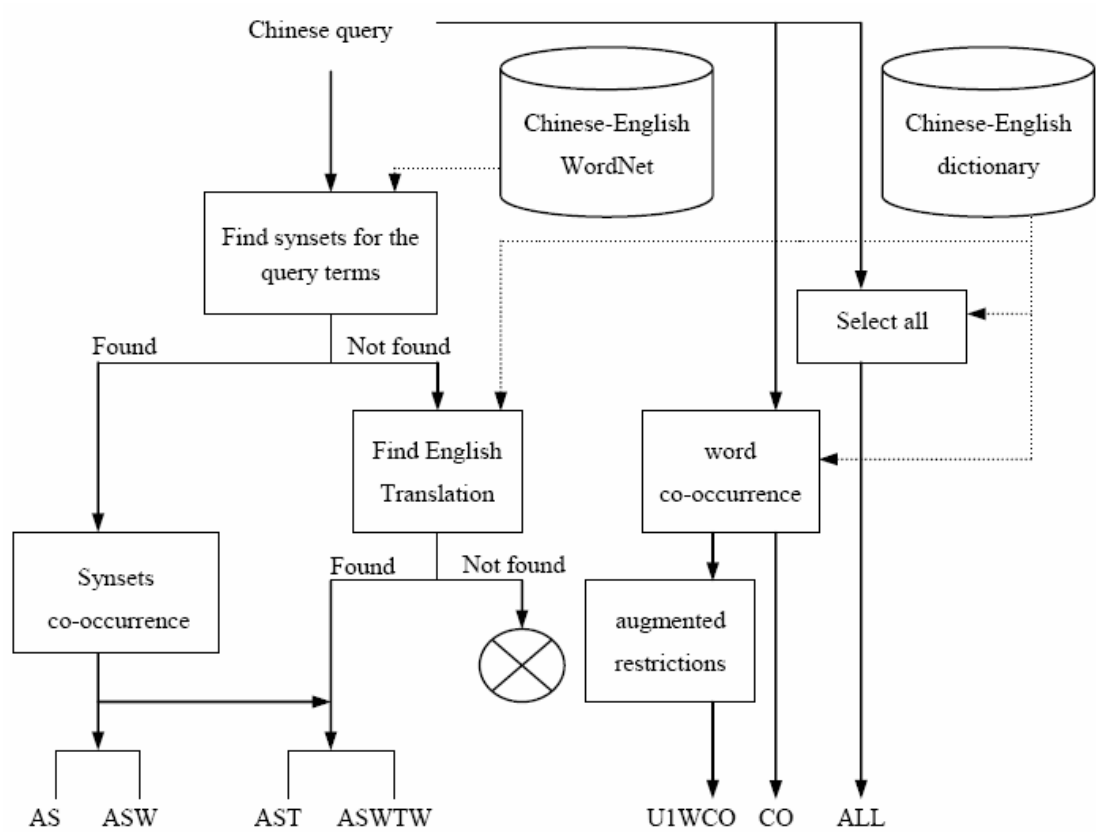 Chinese query
Chinese-English
WordNet
Chinese-English
dictionary
Find synsets for the
query terms
Select all
Found
Not found
Find English
Translation
word
co-occurrence
Synsets
co-occurrence
Found
Not found
augmented
restrictions
AS
ASW
AST
ASWTW
U1WCO
CO
ALL